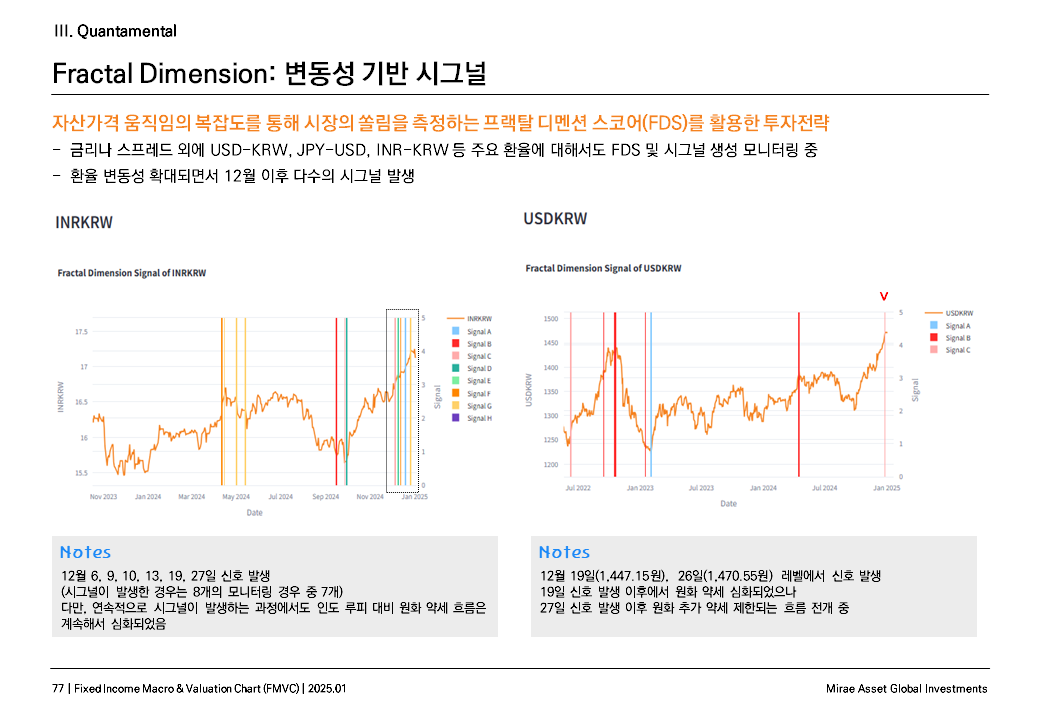 III. Quantamental
Fractal Dimension: 변동성 기반 시그널
자산가격 움직임의 복잡도를 통해 시장의 쏠림을 측정하는 프랙탈 디멘션 스코어(FDS)를 활용한 투자전략
- 금리나 스프레드 외에 USD-KRW, JPY-USD, INR-KRW 등 주요 환율에 대해서도 FDS 및 시그널 생성 모니터링 중
- 환율 변동성 확대되면서 12월 이후 다수의 시그널 발생
INRKRW
Fractal Dimension Signal of INRKRW
17.5
17
16.5
16
15.5
INRKRW
5
4
3
2
1
0
Signal
Nov 2023
Jan 2024
Mar 2024
May 2024
Jul 2024
Sep 2024
Nov 2024
Jan 2025
Date
INRKRW
Signal A
Signal B
Signal C
Signal D
Signal E
Signal F
Signal G
Signal H
USDKRW
Fractal Dimension Signal of USDKRW
V
1500
1450
1400
1350
1300
1250
1200
USDKRW
5
4
3
2
1
0
Signal
Jul 2022
Jan 2023
Jul 2023
Jan 2024
Jul 2024
Jan 2025
Date
USDKRW
Signal A
Signal B
Signal C
Notes
12월 6, 9, 10, 13, 19, 27일 신호 발생
(시그널이 발생한 경우는 8개의 모니터링 경우 중 7개)
다만, 연속적으로 시그널이 발생하는 과정에서도 인도 루피 대비 원화 약세 흐름은
계속해서 심화되었음
Notes
12월 19일(1,447.15원), 26일(1,470.55원) 레벨에서 신호 발생
19일 신호 발생 이후에서 원화 약세 심화되었으나
27일 신호 발생 이후 원화 추가 약세 제한되는 흐름 전개 중
77 | Fixed Income Macro & Valuation Chart (FMVC) | 2025.01
Mirae Asset Global Investments